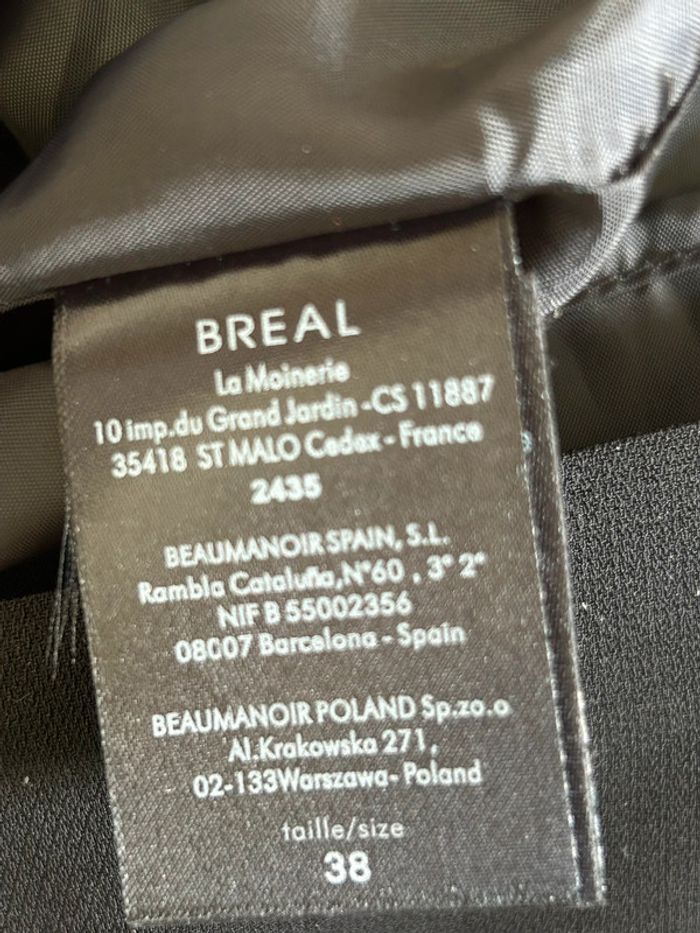 BREAL
La Moinerie
10 imp.du Grand Jardin -CS 11887
35418 ST MALO Cedex - France
2435
BEAUMANOIR SPAIN, S.L.
Rambla Cataluña,N°60 , 3° 2ª
NIF B 55002356
08007 Barcelona - Spain
BEAUMANOIR POLAND Sp.zo.o
Al.Krakowska 271,
02-133Warszawa- Poland
taille/size
38